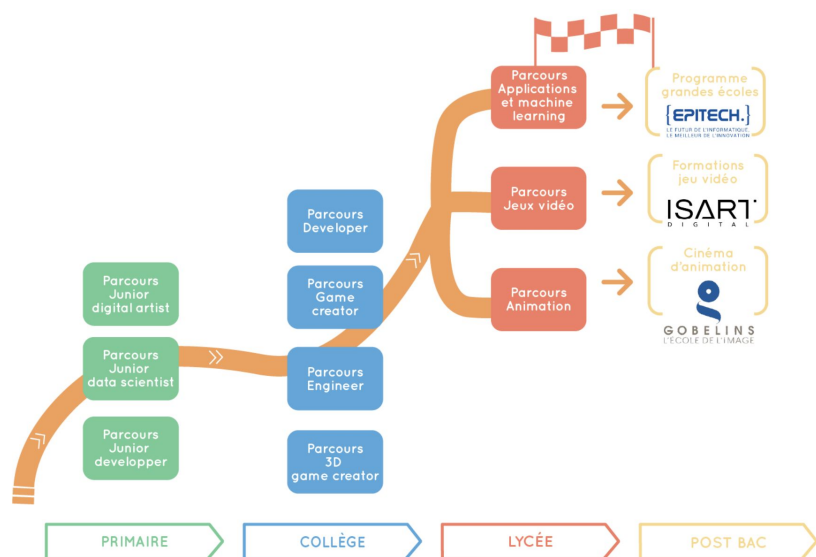 Parcours
Junior
digital artist
Parcours
Junior
data scientist
Parcours
Junior
developper
Parcours
Developer
Parcours
Game
creator
Parcours
Engineer
Parcours
3D
game creator
Parcours
Applications
et machine
learning
Parcours
Jeux vidéo
Parcours
Animation
Programme
grandes écoles
{EPITECH.}
LE FUTUR DE L'INFORMATIQUE,
LE MEILLEUR DE L'INNOVATION
Formations
jeu vidéo
ISART
DIGITAL
Cinéma
d'animation
GOBELINS
L'ÉCOLE DE L'IMAGE
PRIMAIRE
COLLÈGE
LYCÉE
POST BAC